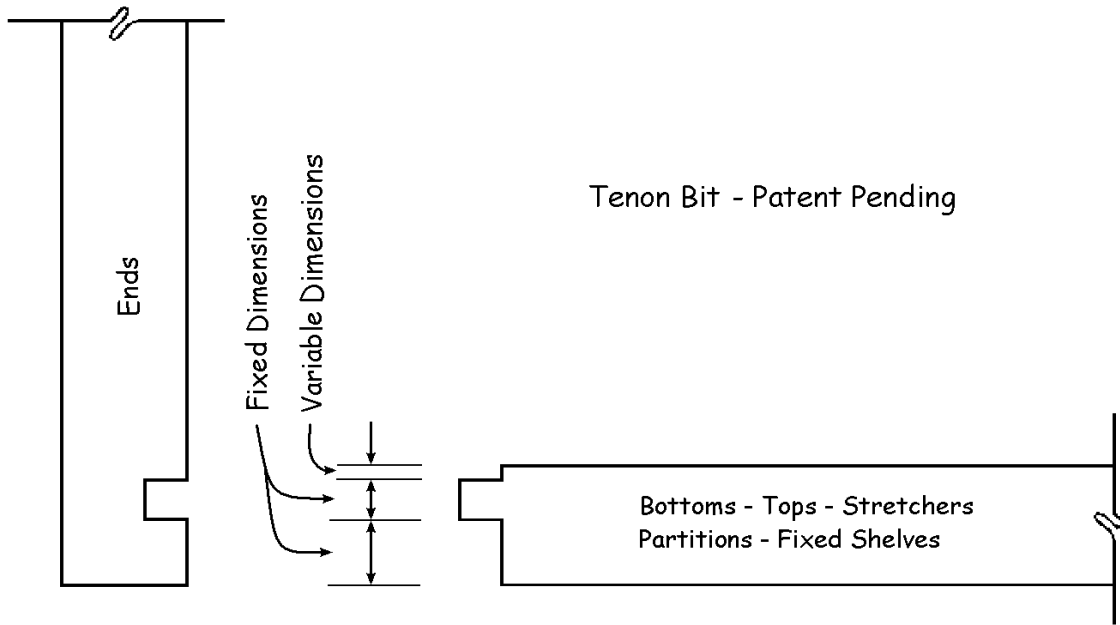 Ends
Fixed Dimensions
Variable Dimensions
Tenon Bit - Patent Pending
Bottoms - Tops - Stretchers
Partitions - Fixed Shelves